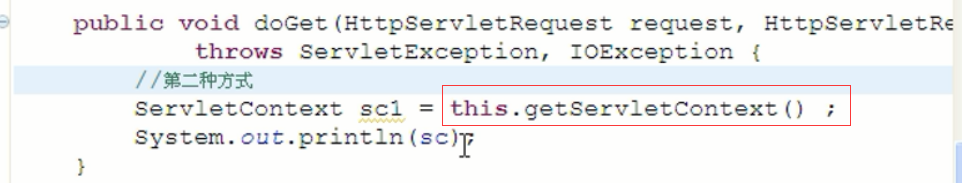 public void doGet(HttpServletRequest request, HttpServletRe
throws ServletException, IOException {
//第二种方式
ServletContext sc1 = this.getServletContext() ;
System.out.println(sc);
}